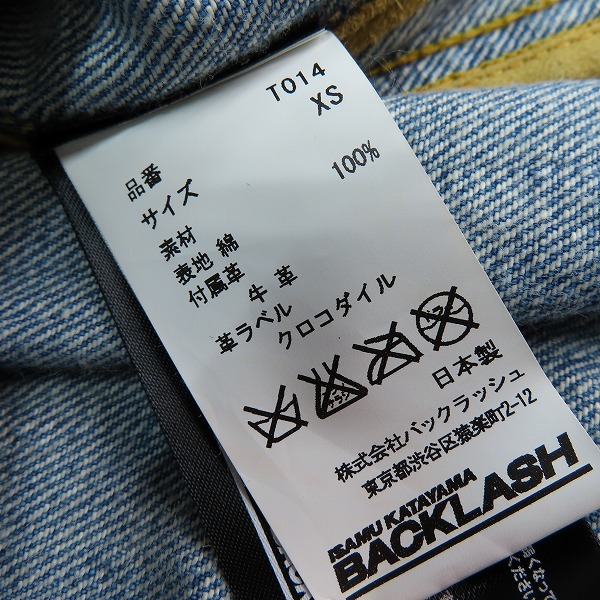 品番 T014
サイズ XS
素材
表地 綿 100%
付属革
牛革
革ラベル
クロコダイル
日本製
株式会社バックラッシュ
東京都渋谷区猿楽町2-12
ISAMU KATAYAMA
BACKLASH